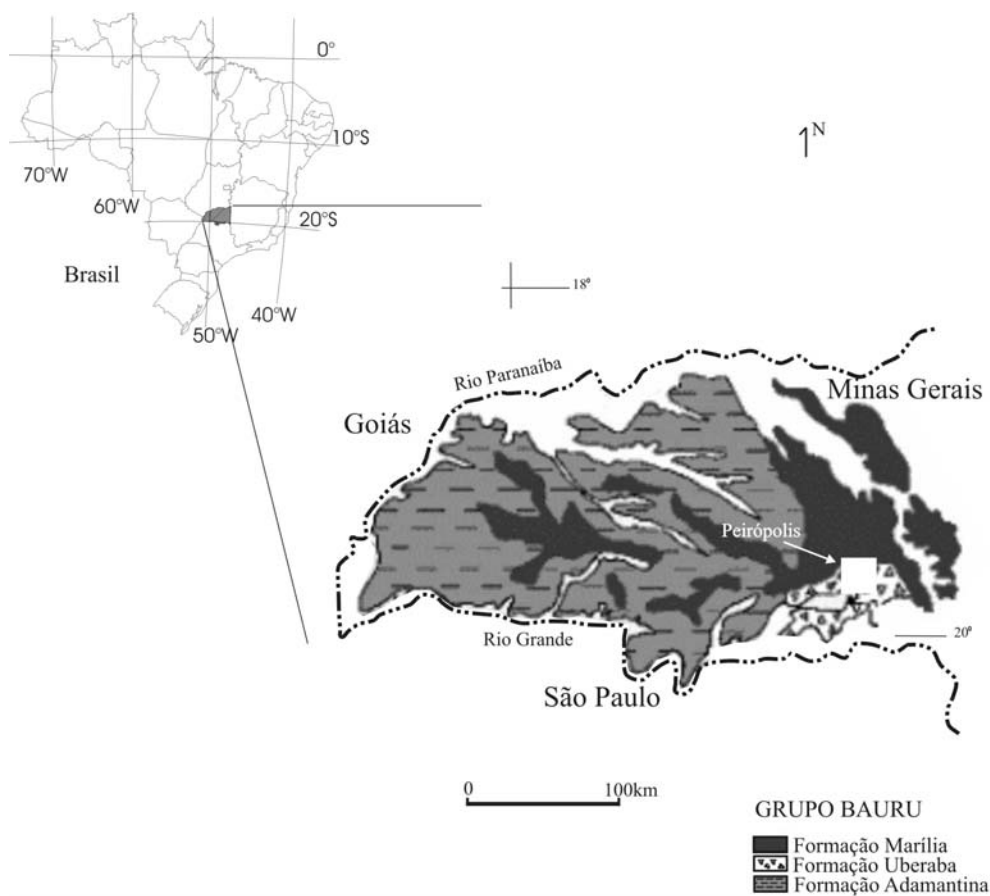 0°
10°S
70°W
60°W
20°S
Brasil
40°W
50°W
N
18°
Rio Paranaíba
Minas Gerais
Goiás
Peirópolis
Rio Grande
20°
São Paulo
0 100km
GRUPO BAURU
Formação Marília
Formação Uberaba
Formação Adamantina